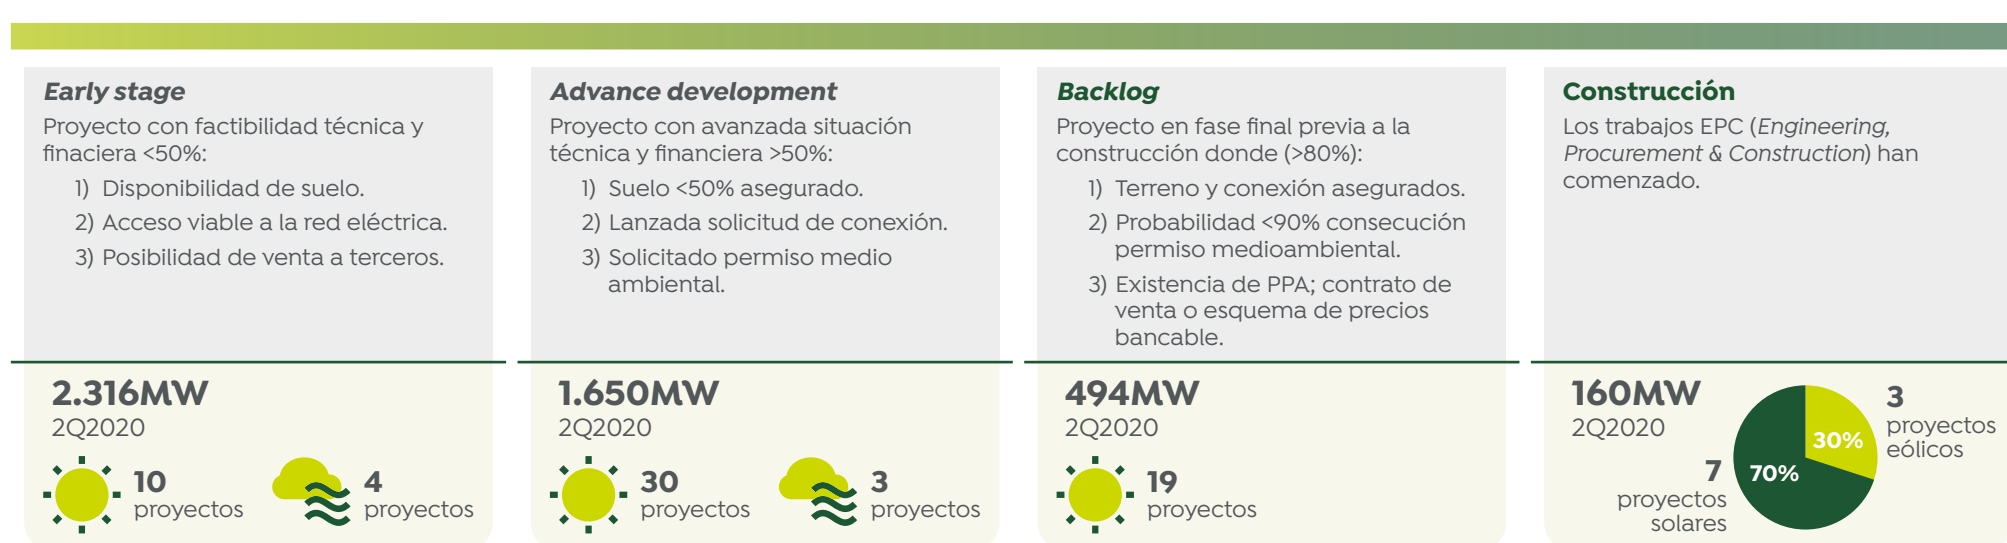 Early stage
Proyecto con factibilidad técnica y
finaciera <50%:
1) Disponibilidad de suelo.
2) Acceso viable a la red eléctrica.
3) Posibilidad de venta a terceros.
2.316MW
2Q2020
10
proyectos
4
proyectos
Advance development
Proyecto con avanzada situación
técnica y financiera >50%:
1) Suelo <50% asegurado.
2) Lanzada solicitud de conexión.
3) Solicitado permiso medio
ambiental.
1.650MW
2Q2020
30
proyectos
3
proyectos
Backlog
Proyecto en fase final previa a la
construcción donde (>80%):
1) Terreno y conexión asegurados.
2) Probabilidad <90% consecución
permiso medioambiental.
3) Existencia de PPA; contrato de
venta o esquema de precios
bancable.
494MW
2Q2020
19
proyectos
Construcción
Los trabajos EPC (Engineering,
Procurement & Construction) han
comenzado.
160MW
2Q2020
3
proyectos
eólicos
30%
70%
7
proyectos
solares